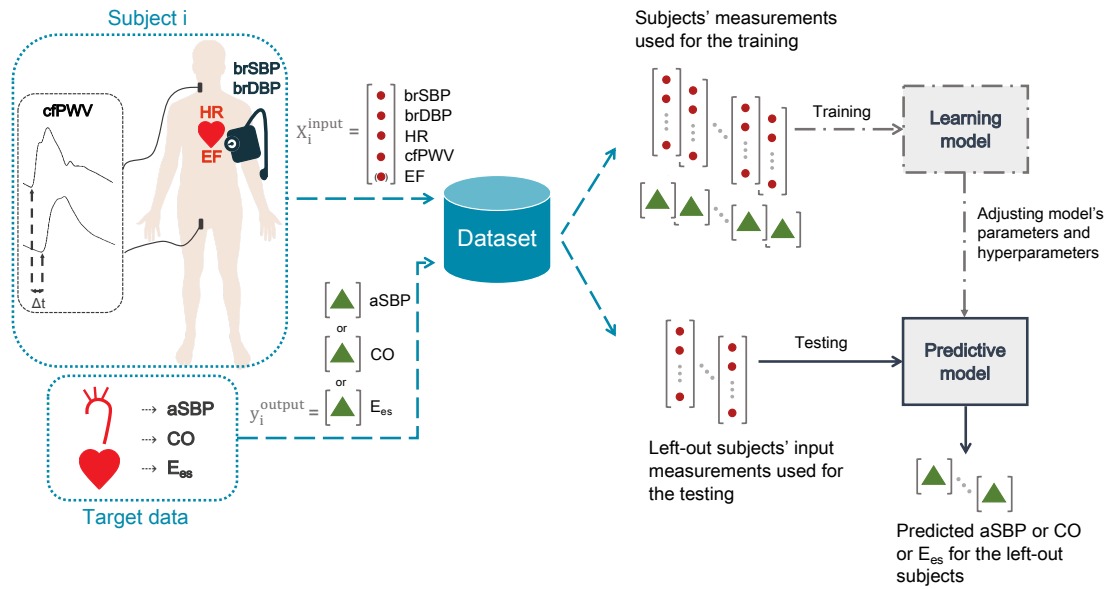 Subject i
brSBP
brDBP
cfPWV
HR
EF
Δt
X_i^input =
brSBP
brDBP
HR
cfPWV
( ) EF
Dataset
aSBP
or
CO
or
y_i^output =
E_es
⇢ aSBP
⇢ CO
⇢ E_es
Target data
Subjects’ measurements
used for the training
Training
Learning
model
Adjusting model’s
parameters and
hyperparameters
Testing
Predictive
model
Left-out subjects’ input
measurements used for
the testing
Predicted aSBP or CO
or E_es for the left-out
subjects